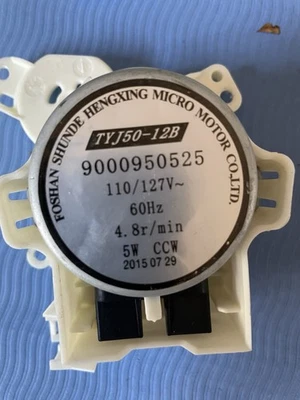 FOSHAN SHUNDE HENGXING MICRO MOTOR CO.,LTD.
TYJ50-12B
9000950525
110/127V~
60Hz
4.8r/min
5W CCW
2015 07 29